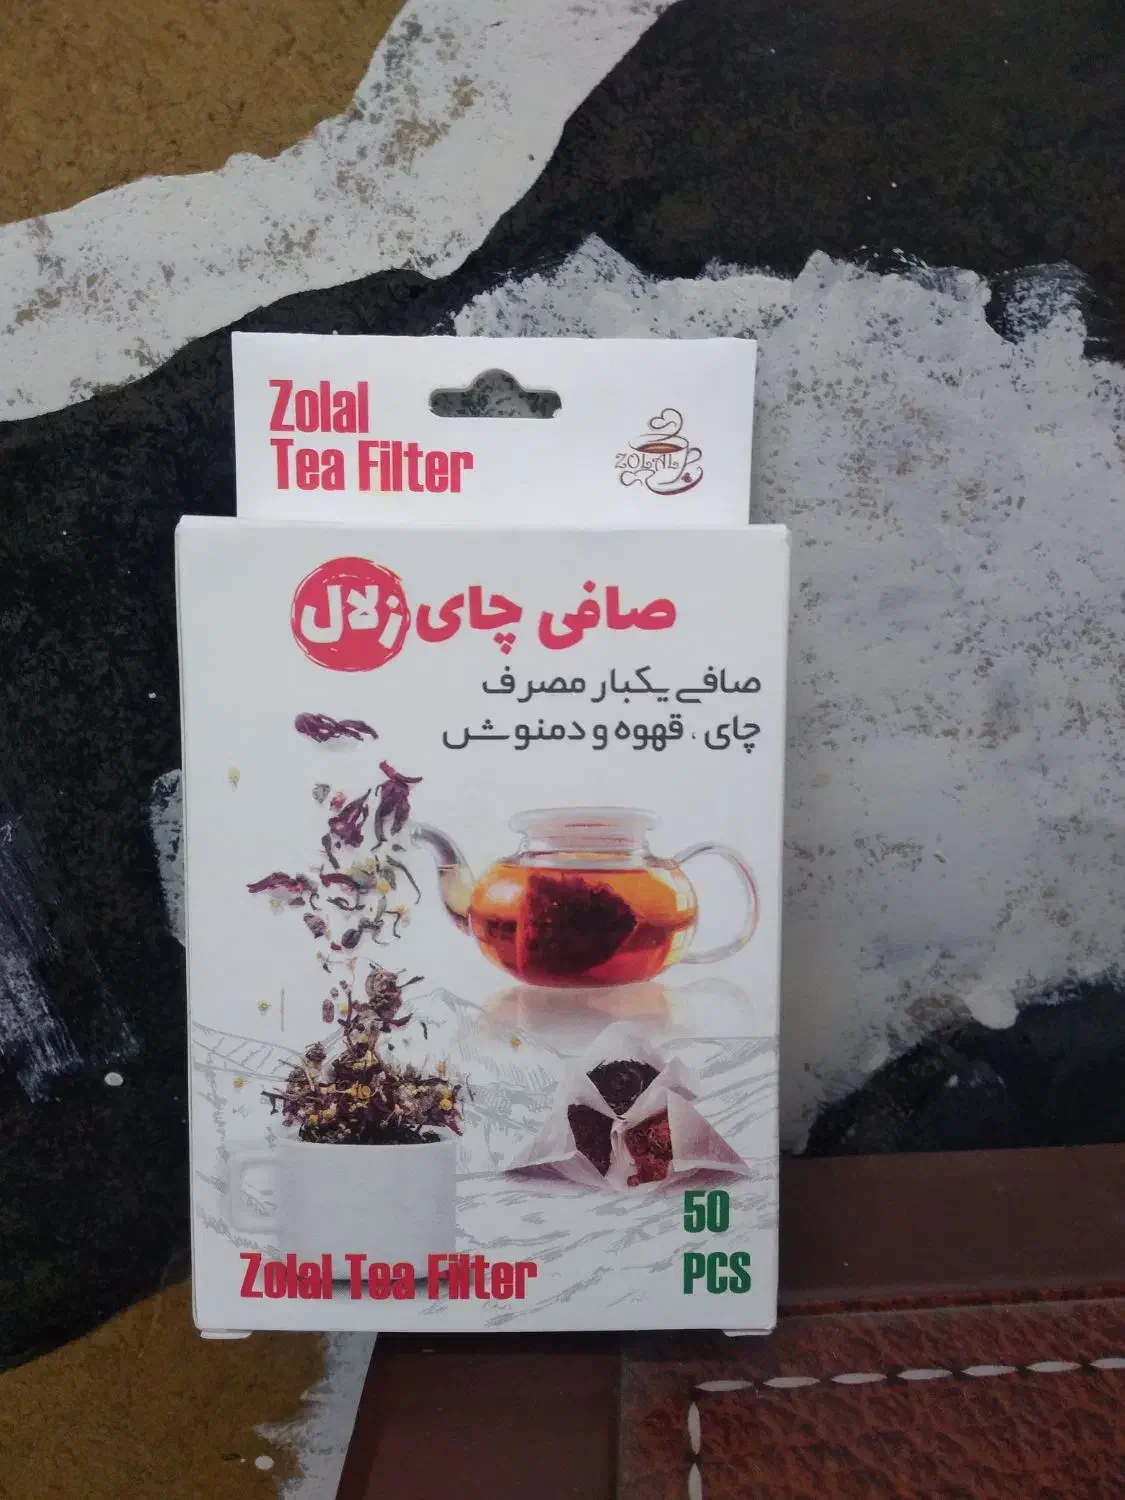 Zolal
Tea Filter
ZOLAL
صافی چای زلال
صافی یکبار مصرف
چای، قهوه و دمنوش
50
PCS
Zolal Tea Filter